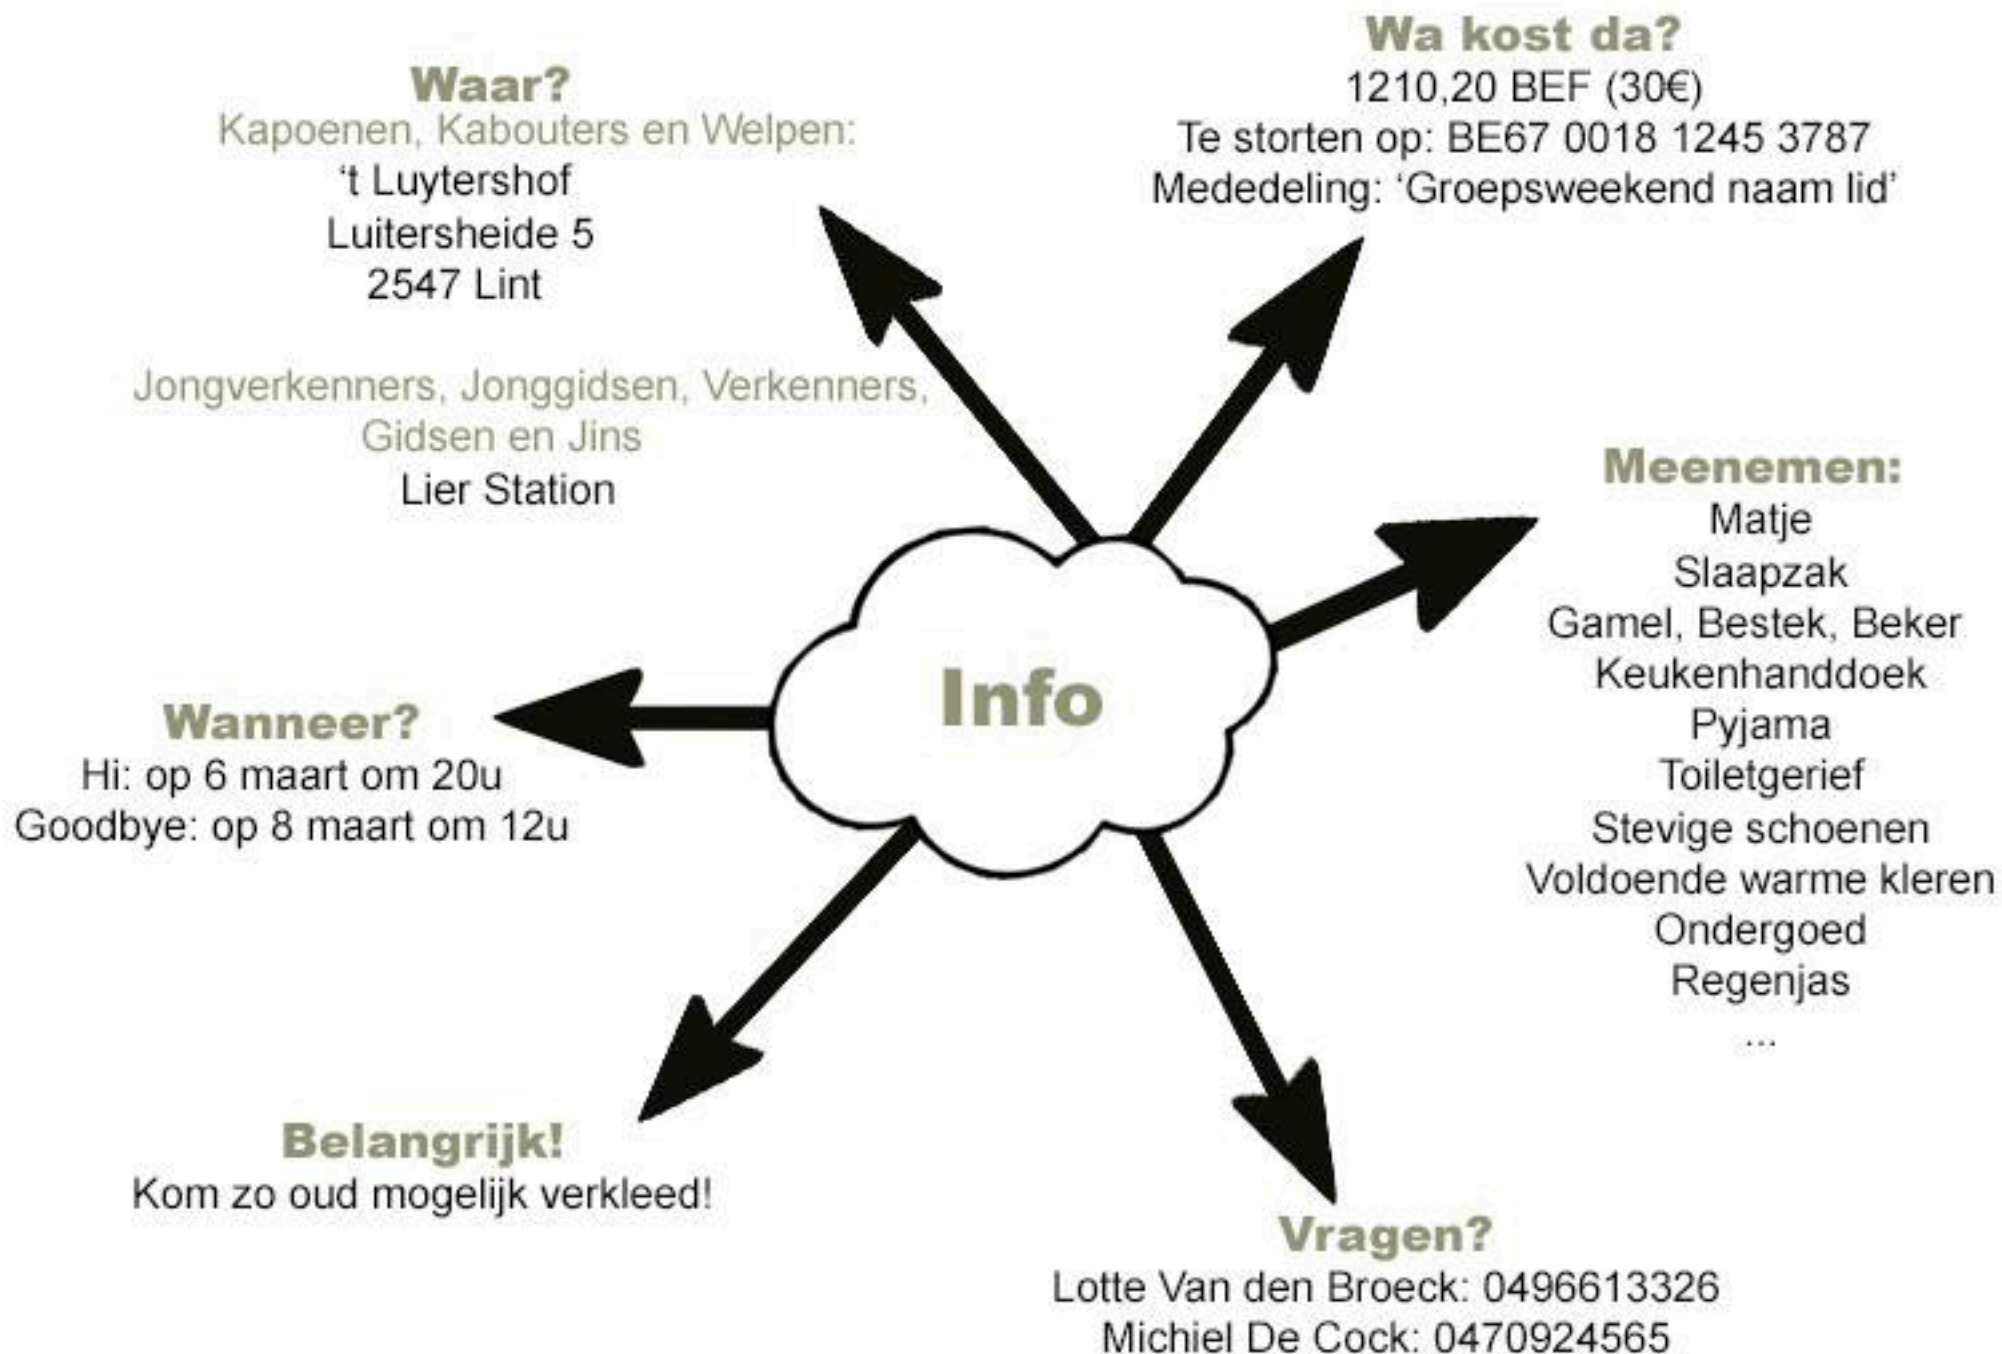 Waar?
Kapoenen, Kabouters en Welpen:
‘t Luytershof
Luitersheide 5
2547 Lint
Jongverkenners, Jonggidsen, Verkenners,
Gidsen en Jins
Lier Station
Wa kost da?
1210,20 BEF (30€)
Te storten op: BE67 0018 1245 3787
Mededeling: ‘Groepsweekend naam lid’
Meenemen:
Matje
Slaapzak
Gamel, Bestek, Beker
Keukenhanddoek
Pyjama
Toiletgerief
Stevige schoenen
Voldoende warme kleren
Ondergoed
Regenjas
...
Info
Wanneer?
Hi: op 6 maart om 20u
Goodbye: op 8 maart om 12u
Belangrijk!
Kom zo oud mogelijk verkleed!
Vragen?
Lotte Van den Broeck: 0496613326
Michiel De Cock: 0470924565